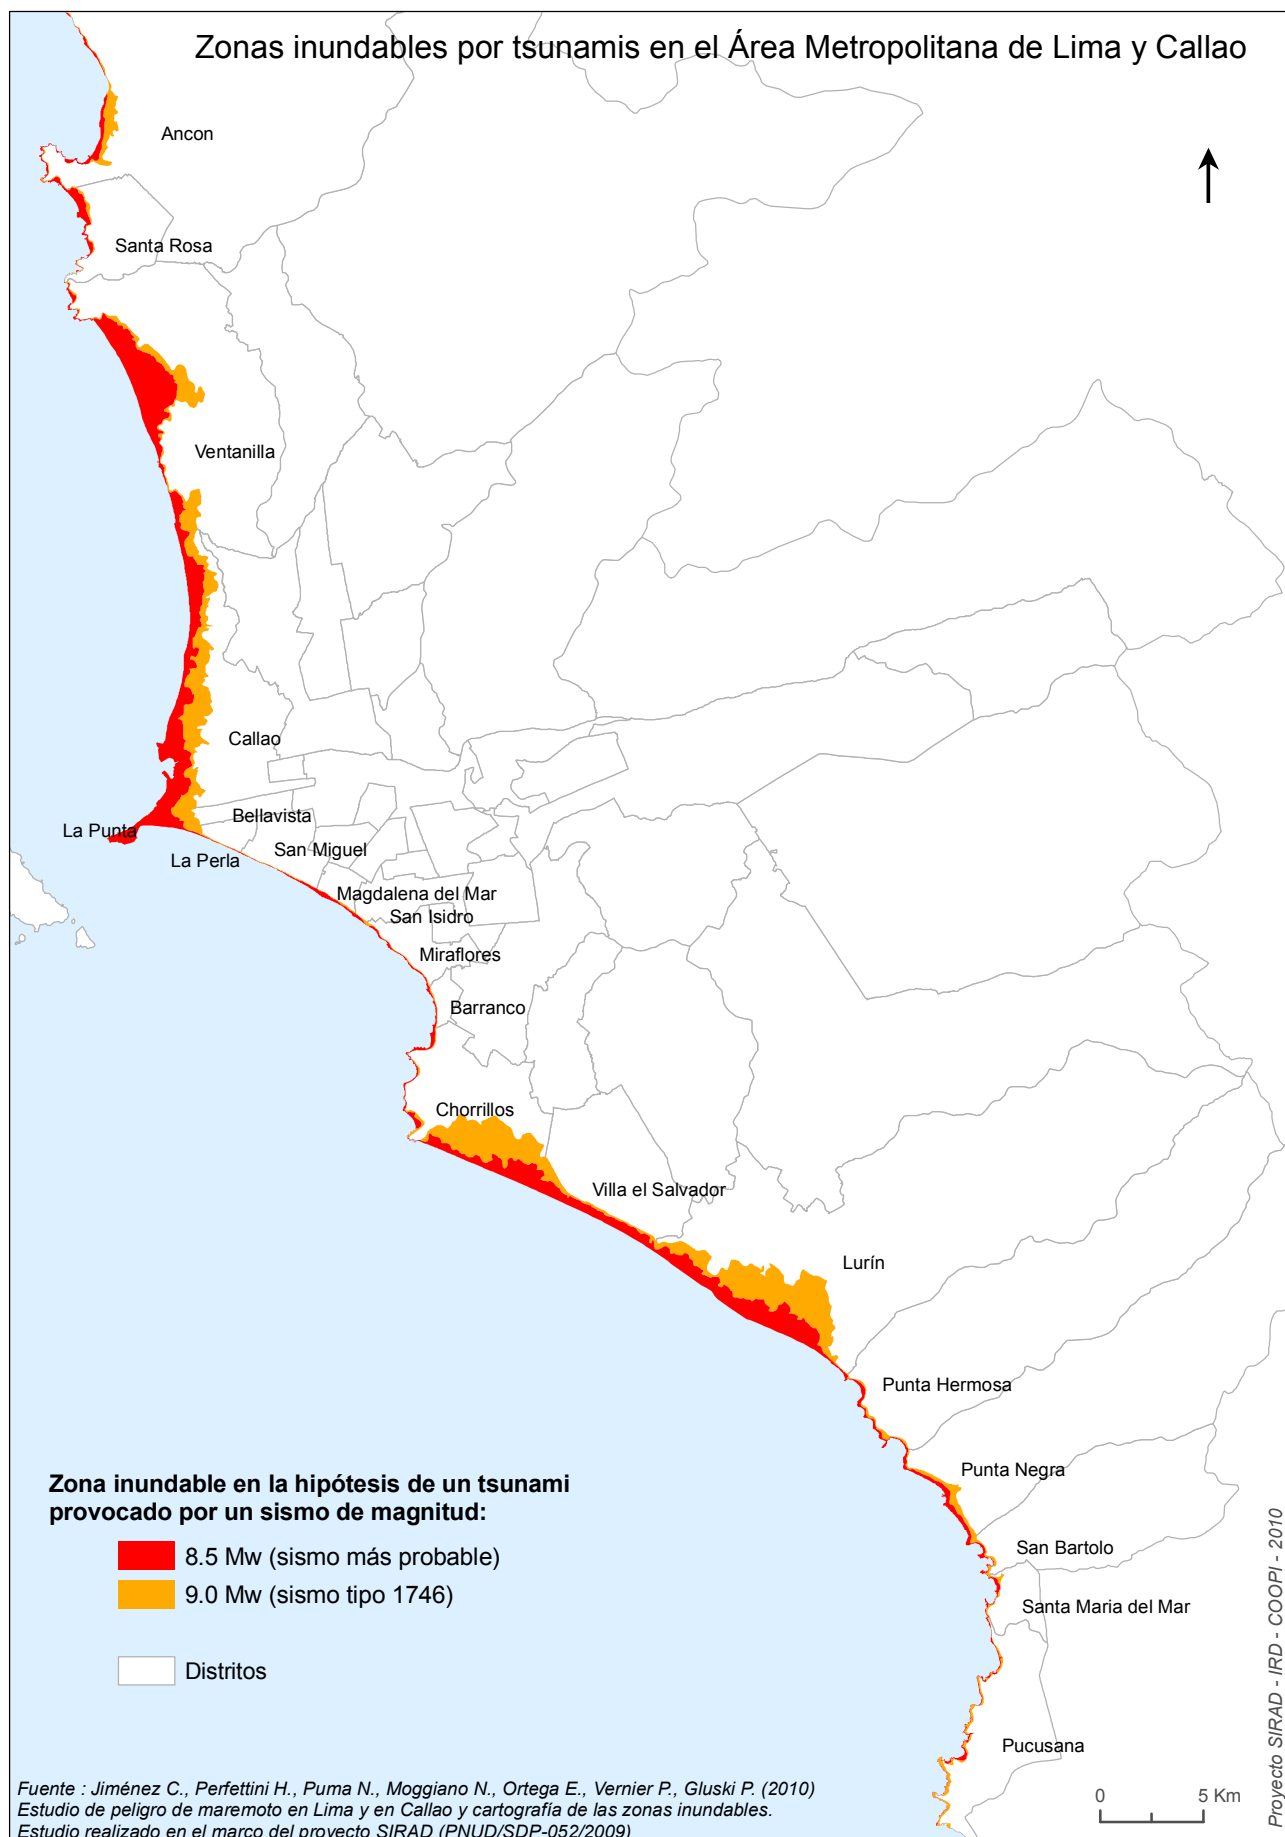 Zonas inundables por tsunamis en el Área Metropolitana de Lima y Callao
Ancon
Santa Rosa
Ventanilla
Callao
Bellavista
La Punta
San Miguel
La Perla
Magdalena del Mar
San Isidro
Miraflores
Barranco
Chorrillos
Villa el Salvador
Lurín
Punta Hermosa
Punta Negra
San Bartolo
Santa Maria del Mar
Pucusana
Zona inundable en la hipótesis de un tsunami
provocado por un sismo de magnitud:
8.5 Mw (sismo más probable)
9.0 Mw (sismo tipo 1746)
Distritos
Fuente : Jiménez C., Perfettini H., Puma N., Moggiano N., Ortega E., Vernier P., Gluski P. (2010)
Estudio de peligro de maremoto en Lima y en Callao y cartografía de las zonas inundables.
Estudio realizado en el marco del proyecto SIRAD (PNUD/SDP-052/2009)
0 5 Km
Proyecto SIRAD - IRD - COOPI - 2010